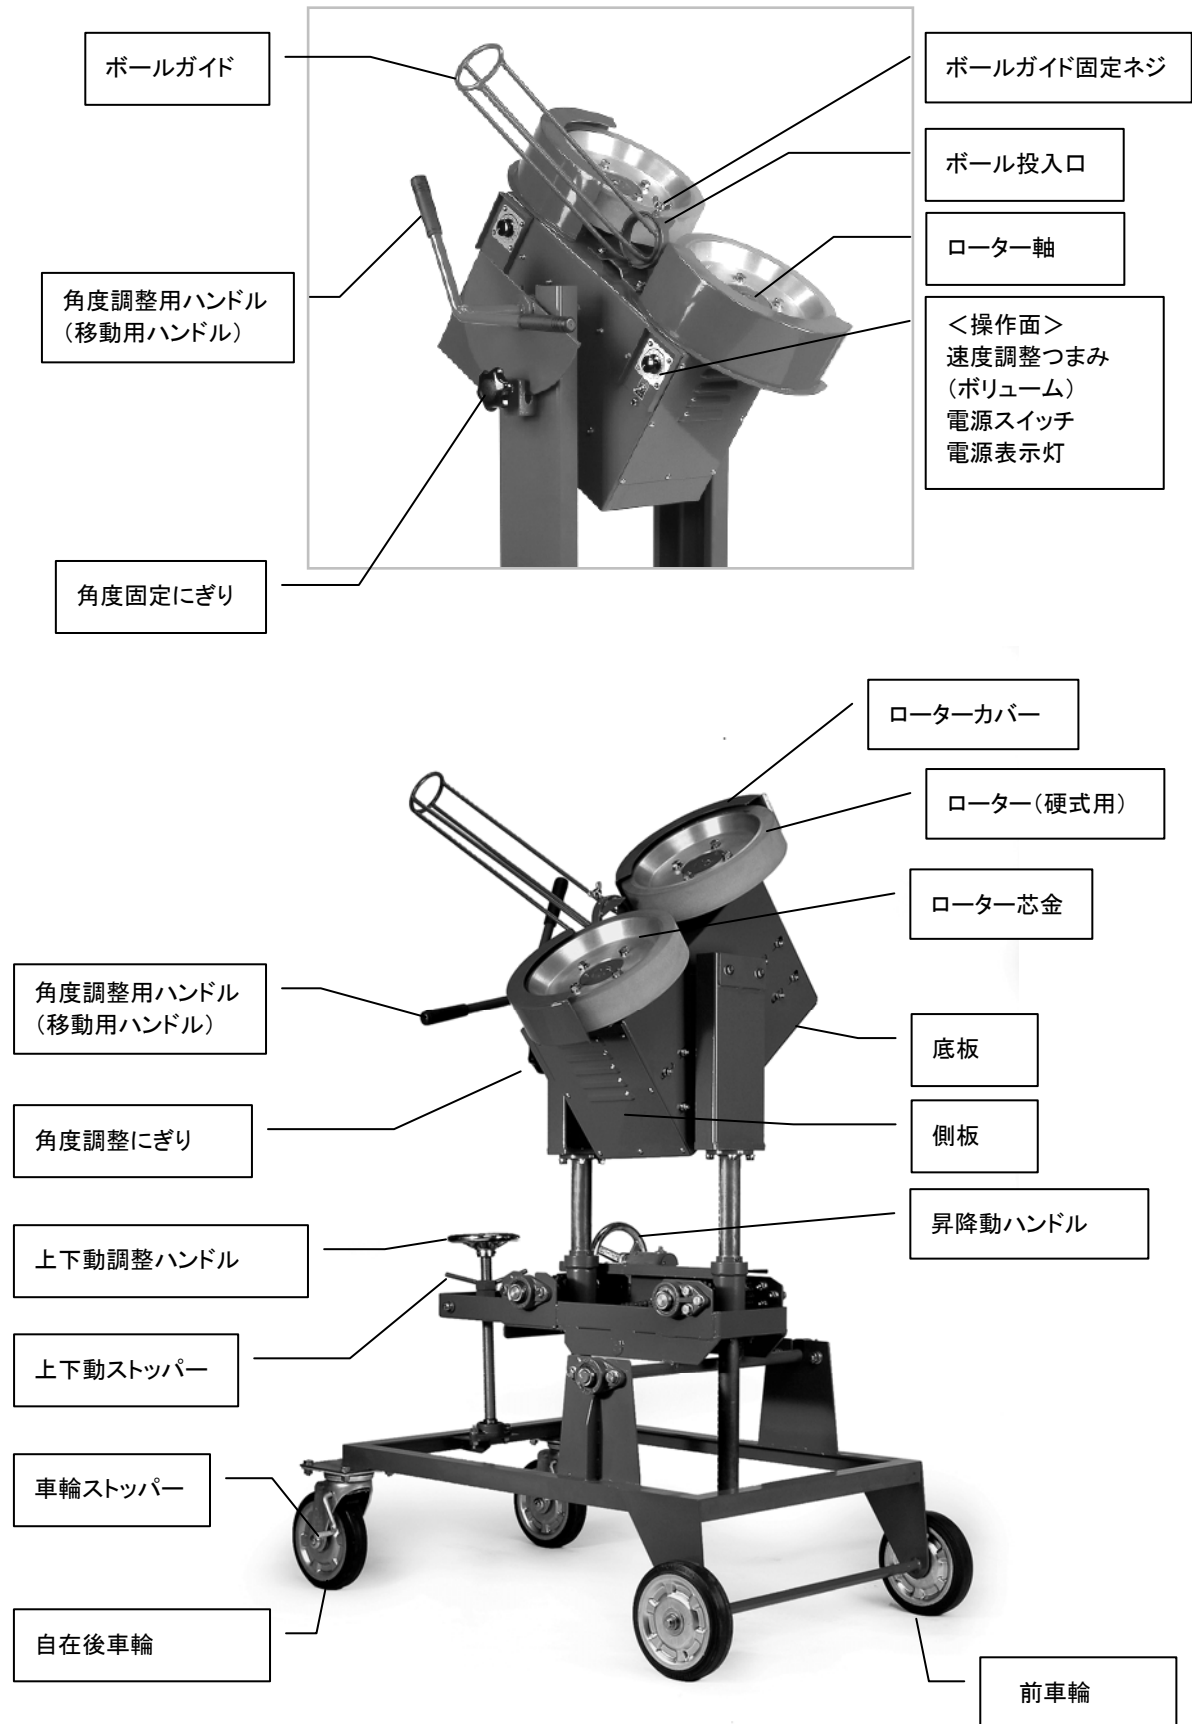 ボールガイド
ボールガイド固定ネジ
ボール投入口
ローター軸
角度調整用ハンドル
（移動用ハンドル）
＜操作面＞
速度調整つまみ
（ボリューム）
電源スイッチ
電源表示灯
角度固定にぎり
ローターカバー
ローター（硬式用）
ローター芯金
角度調整用ハンドル
（移動用ハンドル）
底板
角度調整にぎり
側板
昇降動ハンドル
上下動調整ハンドル
上下動ストッパー
車輪ストッパー
自在後車輪
前車輪